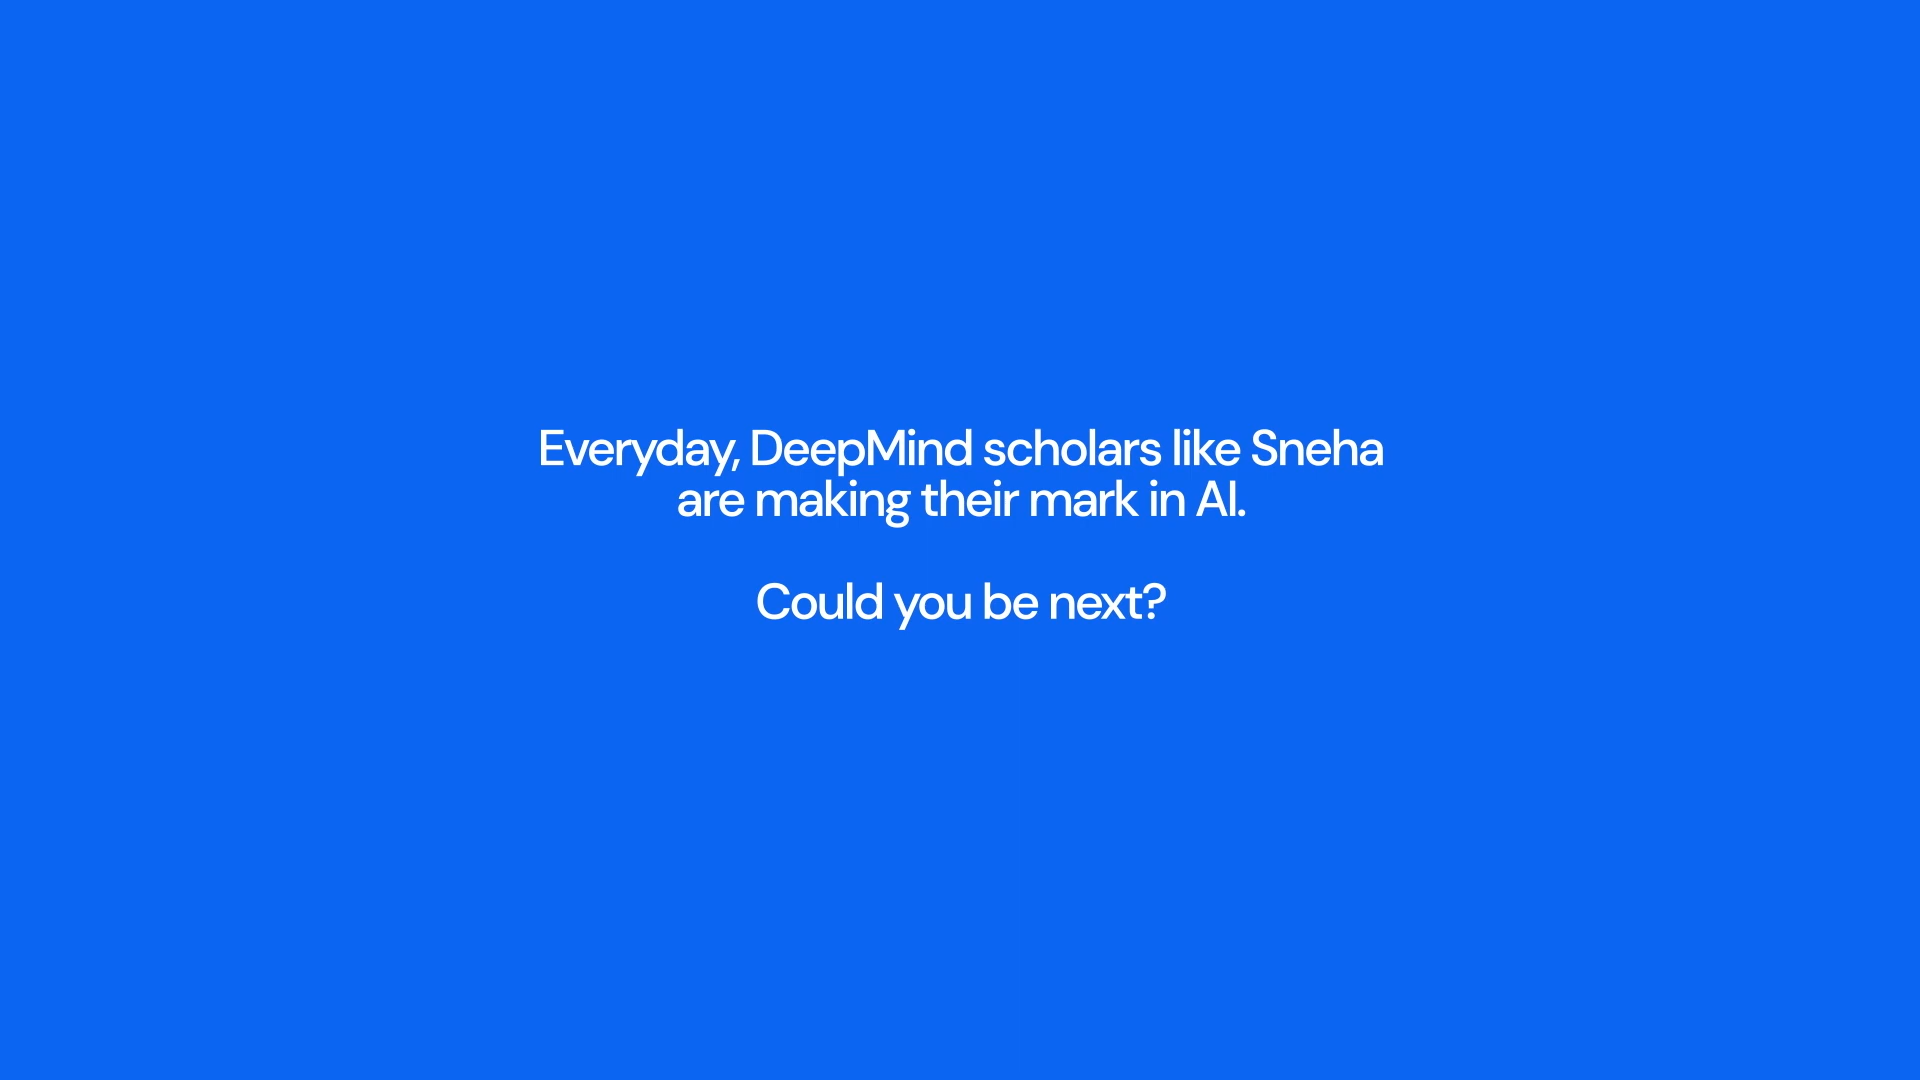 Everyday, DeepMind scholars like Sneha
are making their mark in AI.
Could you be next?